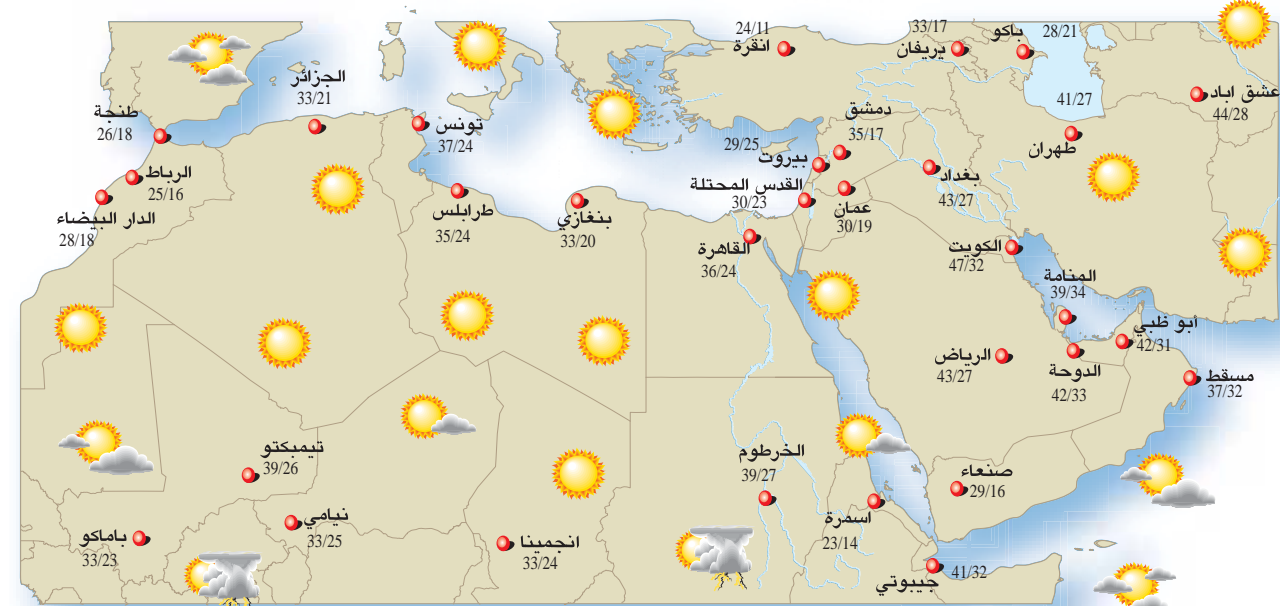 24/11
انقرة
33/17
يريفان
باكو
28/21
41/27
طهران
عشق اباد
44/28
الجزائر
33/21
طنجة
26/18
تونس
37/24
دمشق
35/17
29/25
بيروت
الرباط
25/16
الدار البيضاء
28/18
طرابلس
35/24
بنغازي
33/20
القدس المحتلة
30/23
عمان
30/19
بغداد
43/27
القاهرة
36/24
الكويت
47/32
المنامة
39/34
أبو ظبي
42/31
الرياض
43/27
الدوحة
42/33
مسقط
37/32
تيمبكتو
39/26
الخرطوم
39/27
صنعاء
29/16
نيامي
33/25
باماكو
33/23
انجمينا
33/24
اسمرة
23/14
جيبوتي
41/32